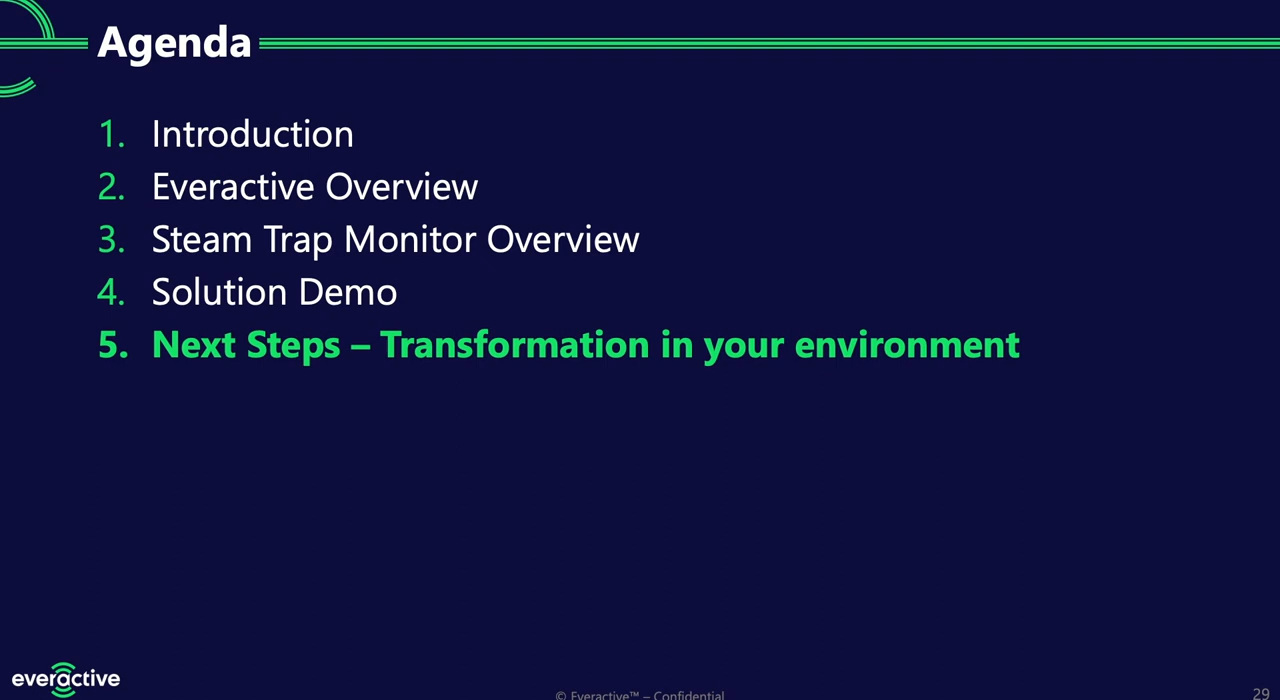 Agenda
1. Introduction
2. Everactive Overview
3. Steam Trap Monitor Overview
4. Solution Demo
5. Next Steps – Transformation in your environment
everactive
© Everactive™ – Confidential
29